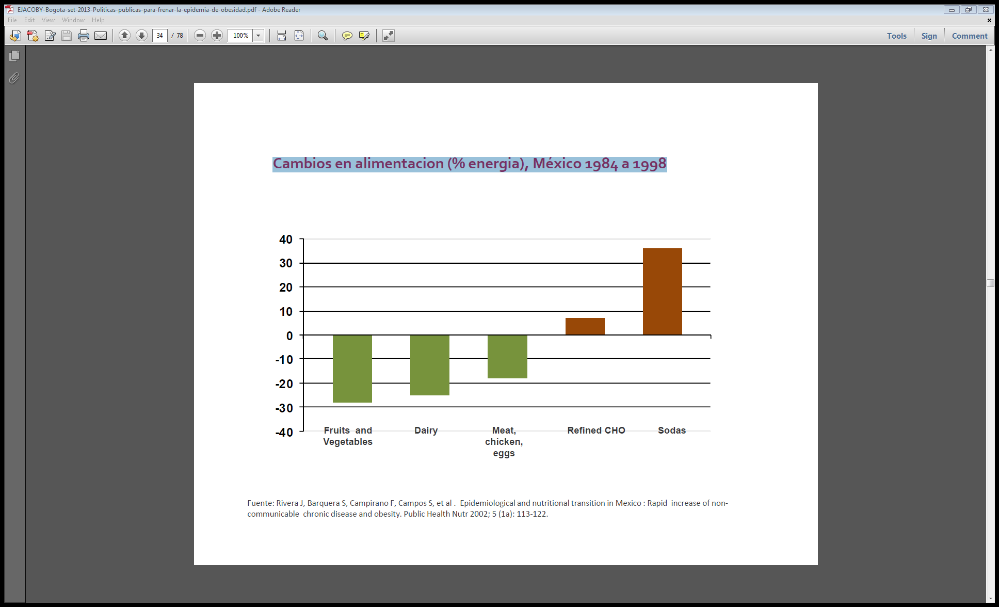 EJACOBY-Bogota-set-2013-Politicas-publicas-para-frenar-la-epidemia-de-obesidad.pdf - Adobe Reader
File Edit View Window Help
34 / 78 100% Tools Sign Comment
Cambios en alimentacion (% energia), México 1984 a 1998
40
30
20
10
0
-10
-20
-30
-40
Fruits and
Vegetables
Dairy
Meat,
chicken,
eggs
Refined CHO
Sodas
Fuente: Rivera J, Barquera S, Campirano F, Campos S, et al . Epidemiological and nutritional transition in Mexico : Rapid increase of non-
communicable chronic disease and obesity. Public Health Nutr 2002; 5 (1a): 113-122.